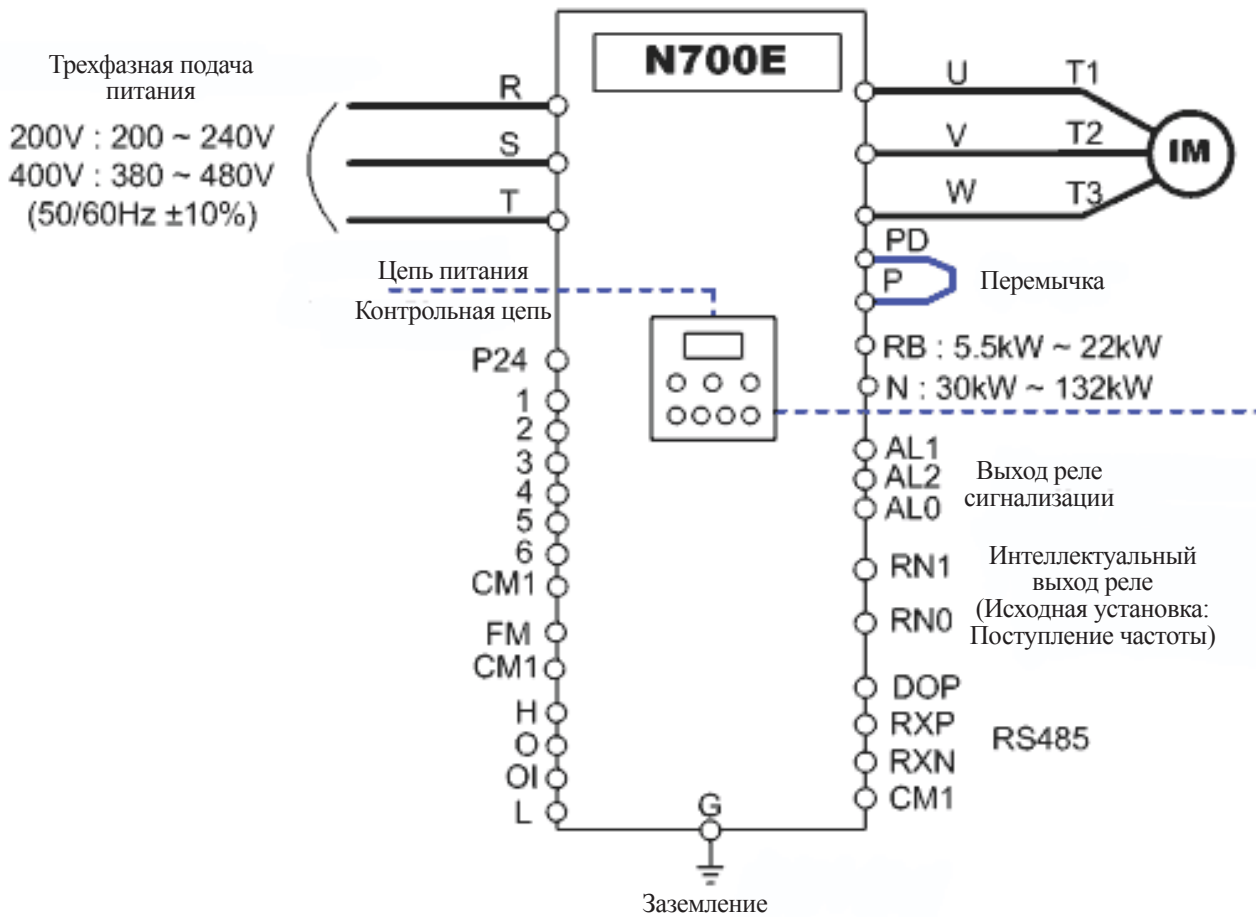 N700E
Трехфазная подача
питания
200V : 200 ~ 240V
400V : 380 ~ 480V
(50/60Hz ±10%)
R
S
T
U
T1
V
T2
W
T3
IM
PD
P
Перемычка
Цепь питания
Контрольная цепь
RB : 5.5kW ~ 22kW
N : 30kW ~ 132kW
P24
1
2
3
4
5
6
CM1
FM
CM1
H
O
OI
L
AL1
AL2
AL0
Выход реле
сигнализации
RN1
RN0
Интеллектуальный
выход реле
(Исходная установка:
Поступление частоты)
DOP
RXP
RXN
CM1
RS485
G
Заземление